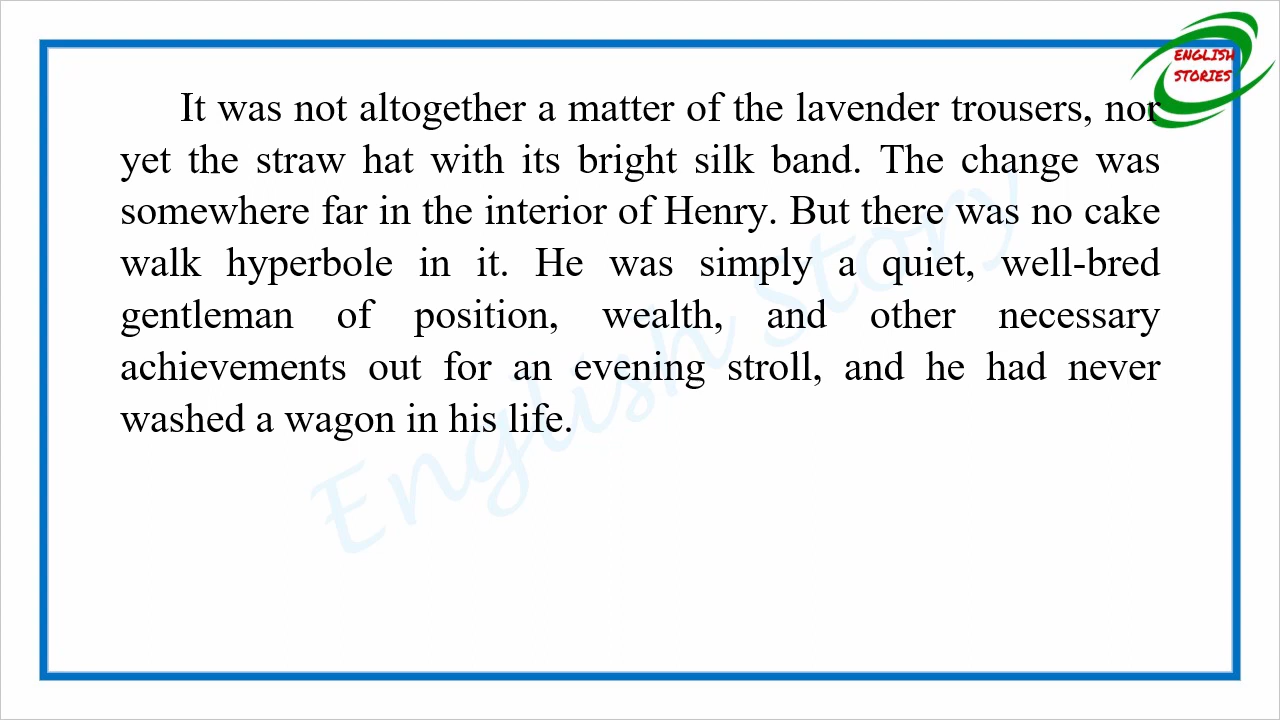 ENGLISH
STORIES
It was not altogether a matter of the lavender trousers, nor
yet the straw hat with its bright silk band. The change was
somewhere far in the interior of Henry. But there was no cake
walk hyperbole in it. He was simply a quiet, well-bred
gentleman of position, wealth, and other necessary
achievements out for an evening stroll, and he had never
washed a wagon in his life.
English Story